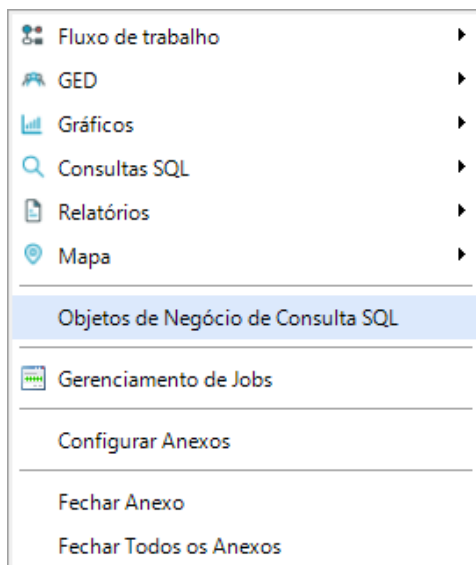 Fluxo de trabalho
GED
Gráficos
Consultas SQL
Relatórios
Mapa
Objetos de Negócio de Consulta SQL
Gerenciamento de Jobs
Configurar Anexos
Fechar Anexo
Fechar Todos os Anexos